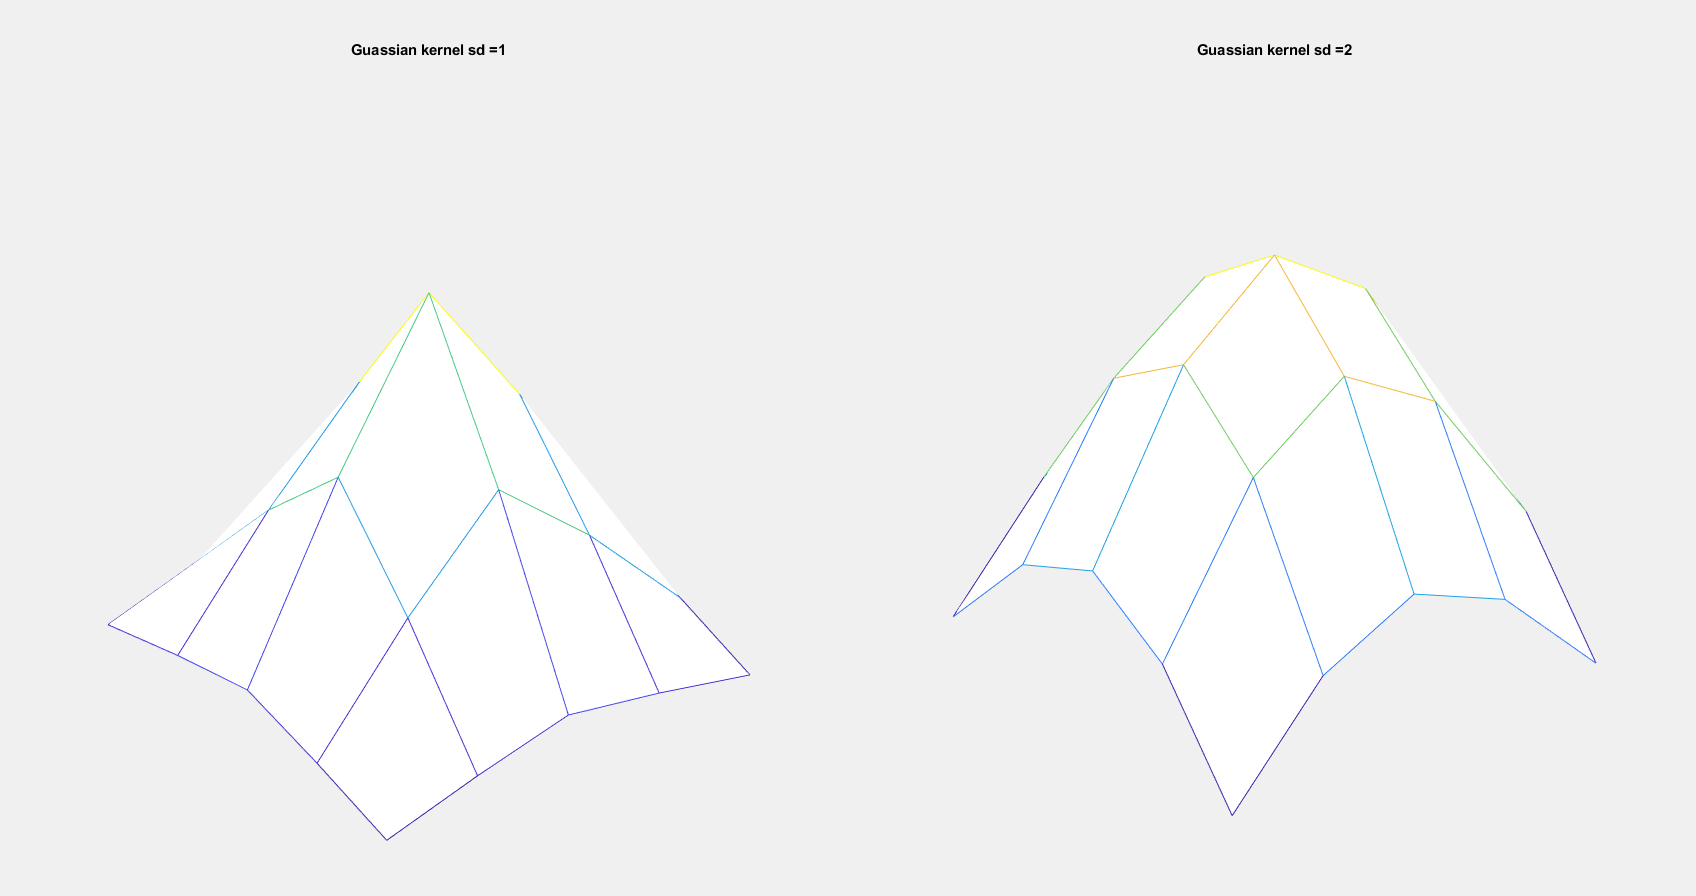 Guassian kernel sd =1
Guassian kernel sd =2